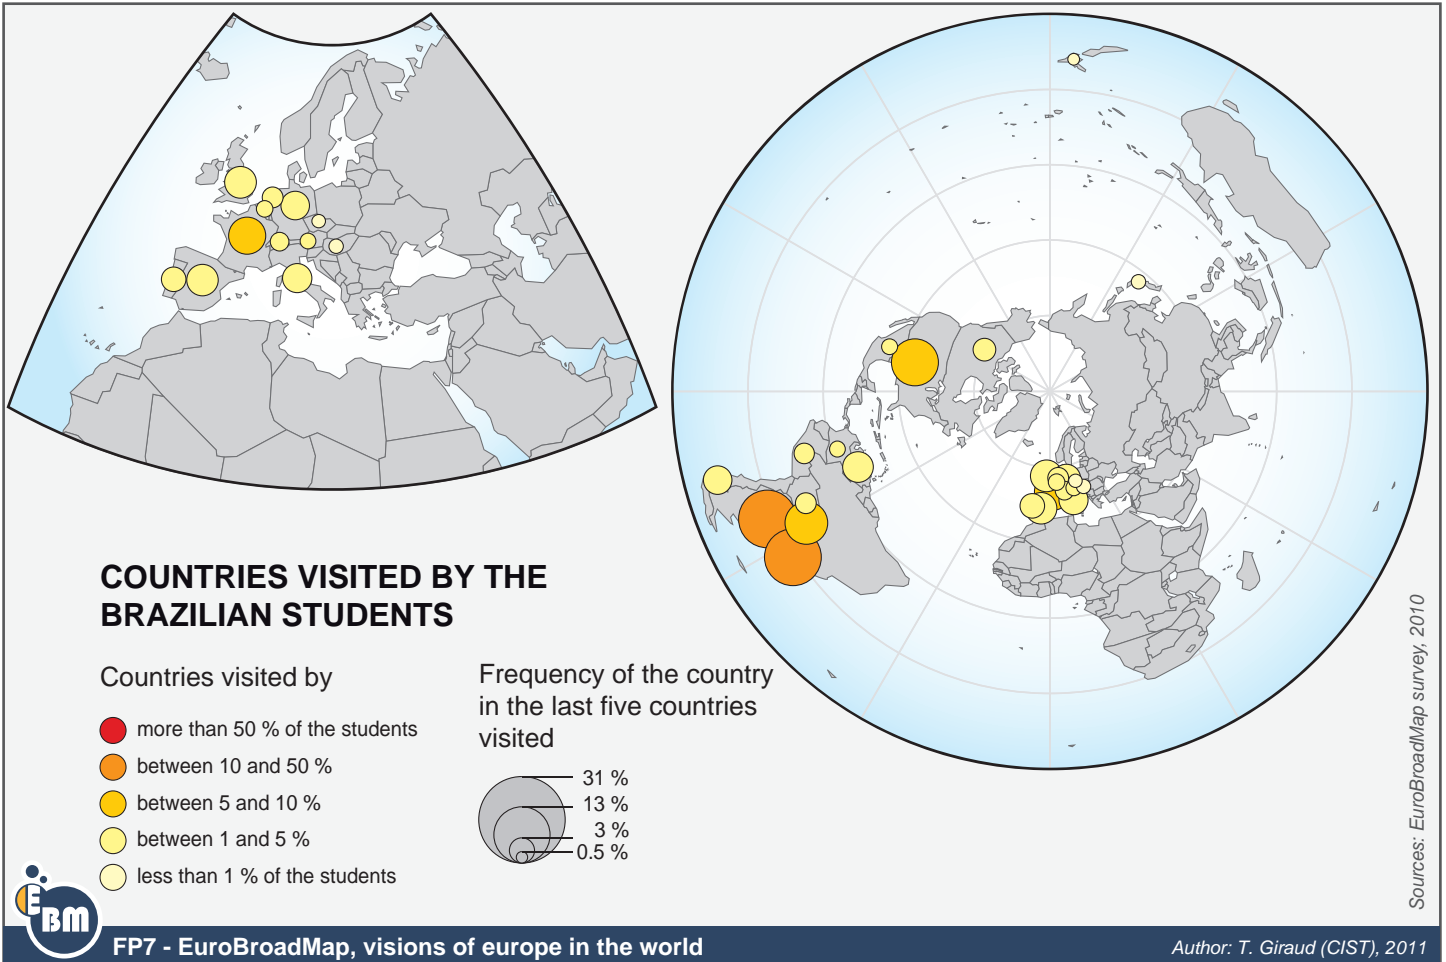 COUNTRIES VISITED BY THE
BRAZILIAN STUDENTS
Countries visited by
more than 50 % of the students
between 10 and 50 %
between 5 and 10 %
between 1 and 5 %
less than 1 % of the students
Frequency of the country
in the last five countries
visited
31 %
13 %
3 %
0.5 %
Sources: EuroBroadMap survey, 2010
EBM
FP7 - EuroBroadMap, visions of europe in the world
Author: T. Giraud (CIST), 2011